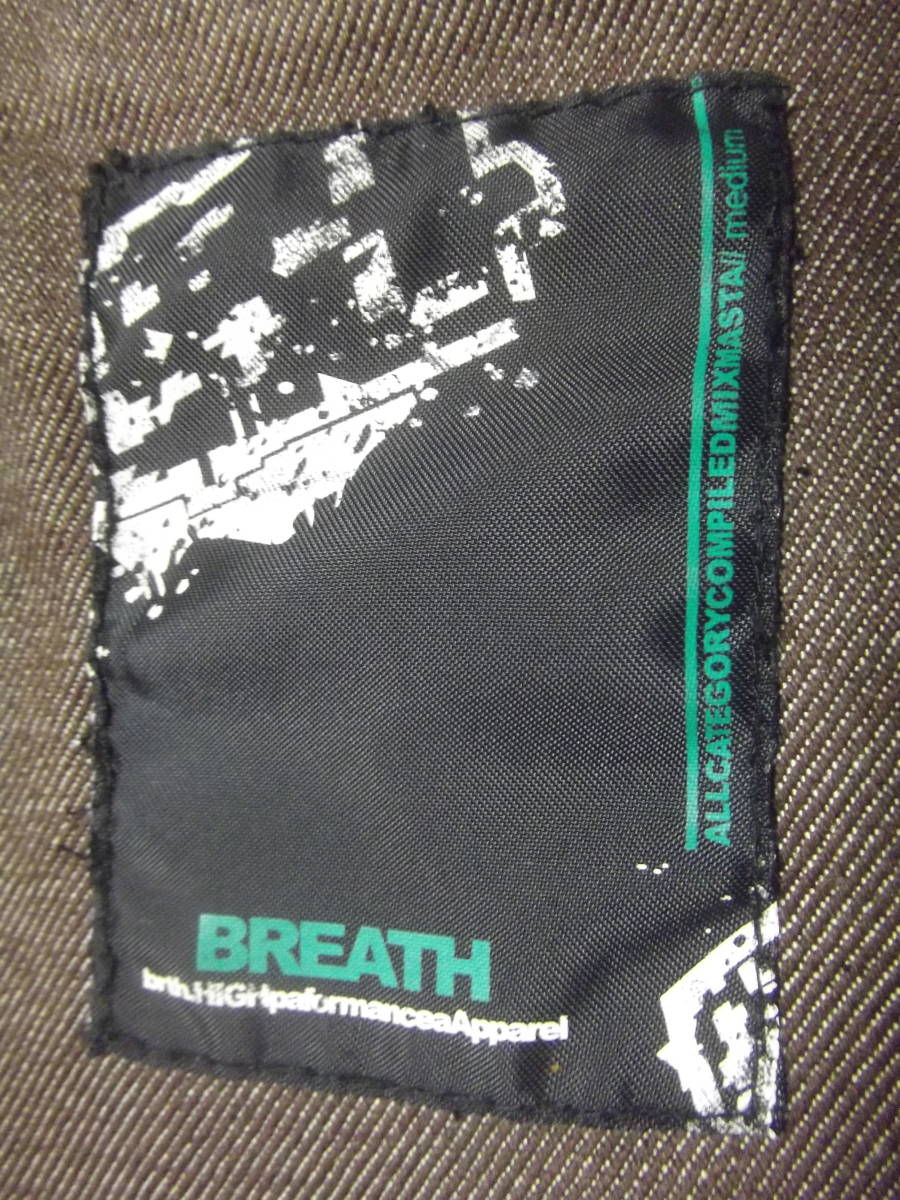 BREATH
brth.HIGHpaformanceaApparel
ALLCATEGORYCOMPILEDMIXMASTA// medium